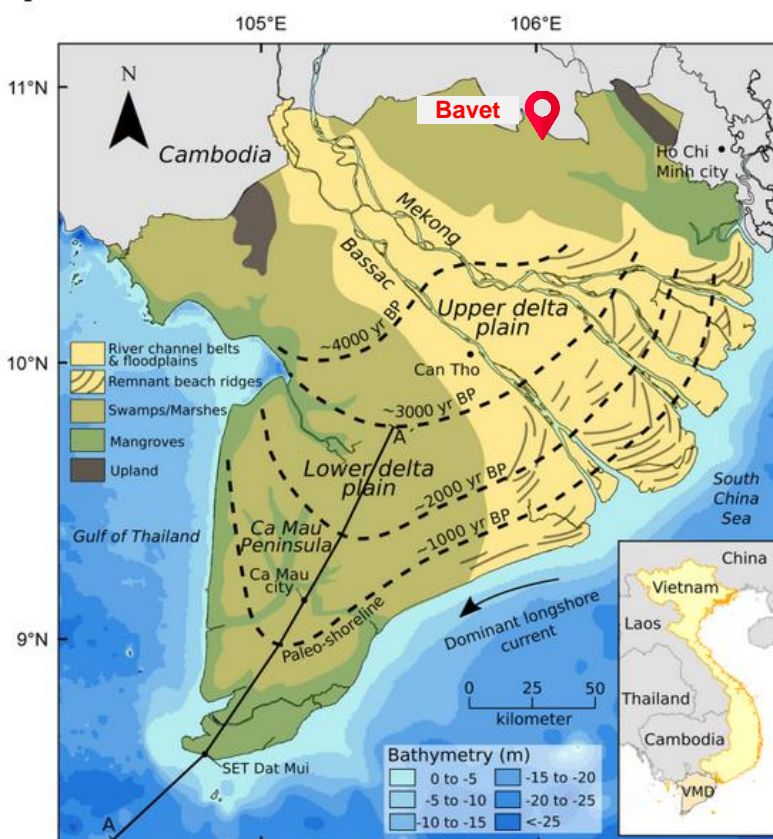 105°E
106°E
11°N
10°N
9°N
N
Bavet
Cambodia
Ho Chi
Minh city
Mekong
Bassac
Upper delta
plain
~4000 yr BP
Can Tho
River channel belts
& floodplains
Remnant beach ridges
Swamps/Marshes
Mangroves
Upland
~3000 yr BP
A'
Lower delta
plain
~2000 yr BP
~1000 yr BP
South
China
Sea
Gulf of Thailand
Ca Mau
Peninsula
Ca Mau
city
Paleo-shoreline
Dominant longshore
current
0 25 50
kilometer
SET Dat Mui
A
Bathymetry (m)
0 to -5
-5 to -10
-10 to -15
-15 to -20
-20 to -25
<-25
China
Vietnam
Laos
Thailand
Cambodia
VMD